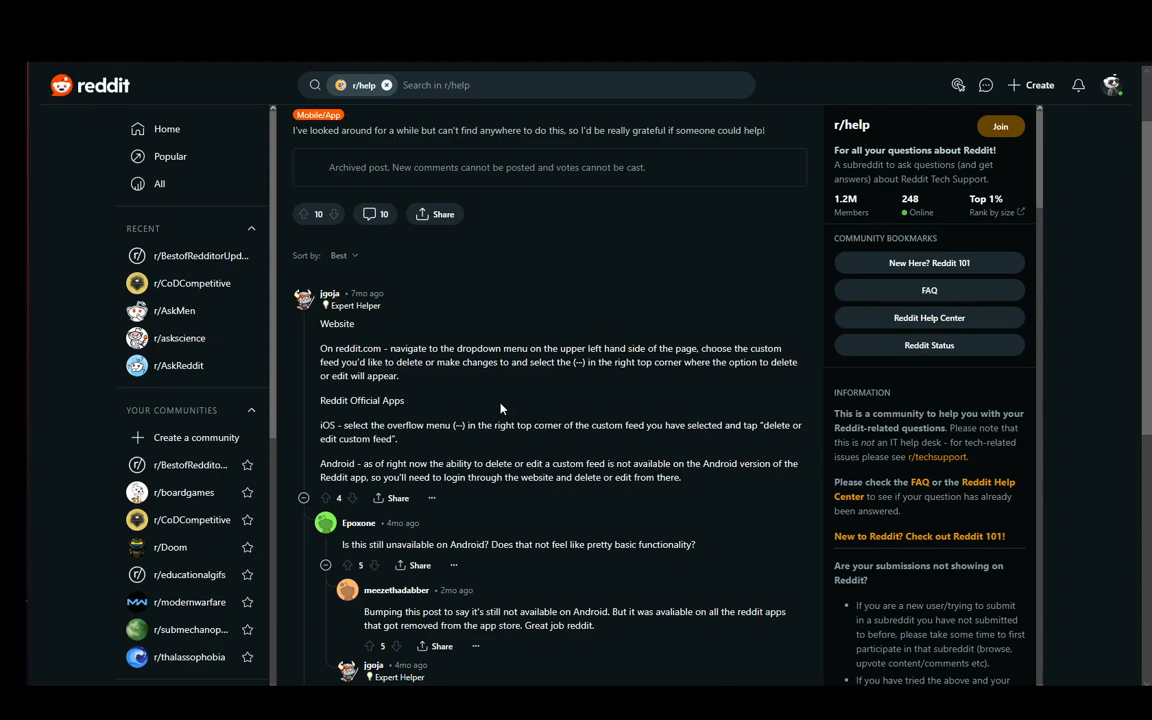 reddit
r/help
Search in r/help
Create
Home
Popular
All
RECENT
r/BestofRedditorUpd...
r/CoDCompetitive
r/AskMen
r/askscience
r/AskReddit
YOUR COMMUNITIES
Create a community
r/BestofReddito...
r/boardgames
r/CoDCompetitive
r/Doom
r/educationalgifs
r/modernwarfare
r/submechanop...
r/thalassophobia
Mobile/App
I've looked around for a while but can't find anywhere to do this, so I'd be really grateful if someone could help!
Archived post. New comments cannot be posted and votes cannot be cast.
10
10
Share
Sort by: Best
jgoja • 7mo ago
Expert Helper
Website
On reddit.com - navigate to the dropdown menu on the upper left hand side of the page, choose the custom
feed you'd like to delete or make changes to and select the (···) in the right top corner where the option to delete
or edit will appear.
Reddit Official Apps
iOS - select the overflow menu (···) in the right top corner of the custom feed you have selected and tap "delete or
edit custom feed".
Android - as of right now the ability to delete or edit a custom feed is not available on the Android version of the
Reddit app, so you'll need to login through the website and delete or edit from there.
4 Share ···
Epoxone • 4mo ago
Is this still unavailable on Android? Does that not feel like pretty basic functionality?
5 Share ···
meezethadabber • 2mo ago
Bumping this post to say it's still not available on Android. But it was avaliable on all the reddit apps
that got removed from the app store. Great job reddit.
5 Share ···
jgoja • 4mo ago
Expert Helper
r/help
Join
For all your questions about Reddit!
A subreddit to ask questions (and get
answers) about Reddit Tech Support.
1.2M 248 Top 1%
Members Online Rank by size
COMMUNITY BOOKMARKS
New Here? Reddit 101
FAQ
Reddit Help Center
Reddit Status
INFORMATION
This is a community to help you with your
Reddit-related questions. Please note that
this is not an IT help desk - for tech-related
issues please see r/techsupport.
Please check the FAQ or the Reddit Help
Center to see if your question has already
been answered.
New to Reddit? Check out Reddit 101!
Are your submissions not showing on
Reddit?
• If you are a new user/trying to submit
in a subreddit you have not submitted
to before, please take some time to first
participate in that subreddit (browse,
upvote content/comments etc).
• If you have tried the above and your